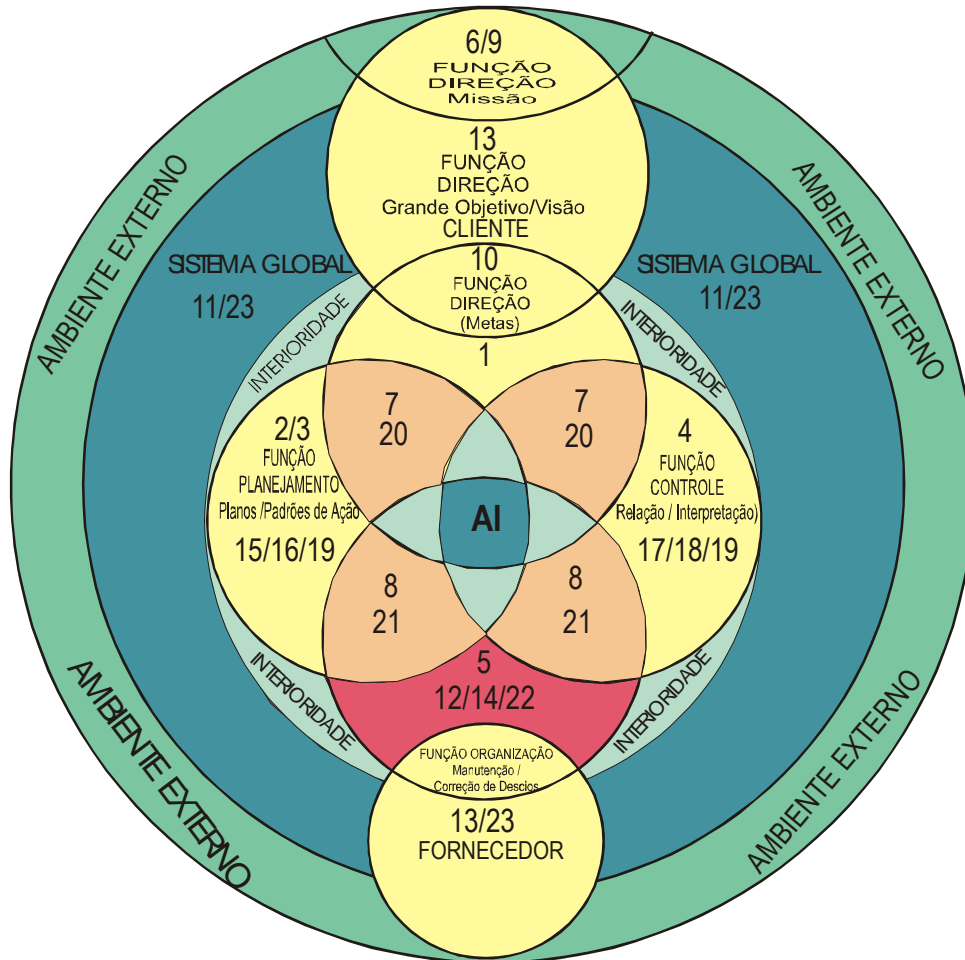 6/9
FUNÇÃO
DIREÇÃO
Missão
13
FUNÇÃO
DIREÇÃO
Grande Objetivo/Visão
CLIENTE
AMBIENTE EXTERNO
AMBIENTE EXTERNO
SISTEMA GLOBAL
11/23
SISTEMA GLOBAL
11/23
10
FUNÇÃO
DIREÇÃO
(Metas)
INTERIORIDADE
INTERIORIDADE
1
7
20
7
20
2/3
FUNÇÃO
PLANEJAMENTO
Planos /Padrões de Ação
15/16/19
AI
4
FUNÇÃO
CONTROLE
Relação / Interpretação)
17/18/19
8
21
8
21
5
12/14/22
INTERIORIDADE
INTERIORIDADE
AMBIENTE EXTERNO
AMBIENTE EXTERNO
FUNÇÃO ORGANIZAÇÃO
Manutenção /
Correção de Descios
13/23
FORNECEDOR